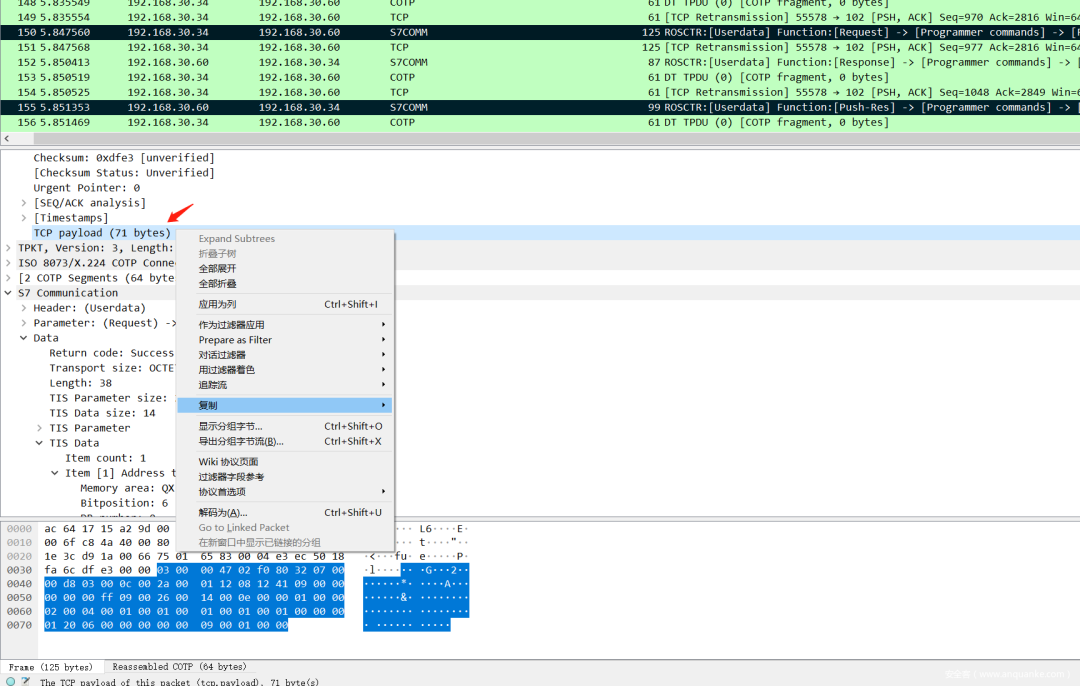 148 5.835549 192.168.30.34 192.168.30.60 COTP 61 DT TPDU (0) [COTP fragment, 0 bytes]
149 5.835554 192.168.30.34 192.168.30.60 TCP 61 [TCP Retransmission] 55578 → 102 [PSH, ACK] Seq=970 Ack=2816 Win=64
150 5.847560 192.168.30.34 192.168.30.60 S7COMM 125 ROSCTR:[Userdata] Function:[Request] -> [Programmer commands] -> [F
151 5.847568 192.168.30.34 192.168.30.60 TCP 125 [TCP Retransmission] 55578 → 102 [PSH, ACK] Seq=977 Ack=2816 Win=64
152 5.850413 192.168.30.60 192.168.30.34 S7COMM 87 ROSCTR:[Userdata] Function:[Response] -> [Programmer commands] -> [
153 5.850519 192.168.30.34 192.168.30.60 COTP 61 DT TPDU (0) [COTP fragment, 0 bytes]
154 5.850525 192.168.30.34 192.168.30.60 TCP 61 [TCP Retransmission] 55578 → 102 [PSH, ACK] Seq=1048 Ack=2849 Win=6
155 5.851353 192.168.30.60 192.168.30.34 S7COMM 99 ROSCTR:[Userdata] Function:[Push-Res] -> [Programmer commands] -> [
156 5.851469 192.168.30.34 192.168.30.60 COTP 61 DT TPDU (0) [COTP fragment, 0 bytes]
Checksum: 0xdfe3 [unverified]
[Checksum Status: Unverified]
Urgent Pointer: 0
[SEQ/ACK analysis]
[Timestamps]
TCP payload (71 bytes)
TPKT, Version: 3, Length:
ISO 8073/X.224 COTP Conne
[2 COTP Segments (64 byte
S7 Communication
Header: (Userdata)
Parameter: (Request) ->
Data
Return code: Success
Transport size: OCTE
Length: 38
TIS Parameter size:
TIS Data size: 14
TIS Parameter
TIS Data
Item count: 1
Item [1] Address t
Memory area: QX
Bitposition: 6
Expand Subtrees
折叠子树
全部展开
全部折叠
应用为列 Ctrl+Shift+I
作为过滤器应用
Prepare as Filter
对话过滤器
用过滤器着色
追踪流
复制
显示分组字节... Ctrl+Shift+O
导出分组字节流(B)... Ctrl+Shift+X
Wiki 协议页面
过滤器字段参考
协议首选项
解码为(A)... Ctrl+Shift+U
Go to Linked Packet
在新窗口中显示已链接的分组
0000 ac 64 17 15 a2 9d 00 ··· L6····E·
0010 00 6f c8 4a 40 00 80 ··· t···"·
0020 1e 3c d9 1a 00 66 75 01 65 83 00 04 e3 ec 50 18 ·<···fu· e·····P·
0030 fa 6c df e3 00 00 03 00 00 47 02 f0 80 32 07 00 ·l······ ·G···2··
0040 00 d8 03 00 0c 00 2a 00 01 12 08 12 41 09 00 00 ······*· ····A···
0050 00 00 00 ff 09 00 26 00 14 00 0e 00 00 01 00 00 ······&· ········
0060 02 00 04 00 01 00 01 00 01 00 01 00 01 00 00 00 ········ ········
0070 01 20 06 00 00 00 00 00 09 00 01 00 00 · ······ ·····
Frame (125 bytes) Reassembled COTP (64 bytes)
The TCP payload of this packet (tcp.payload), 71 byte(s)